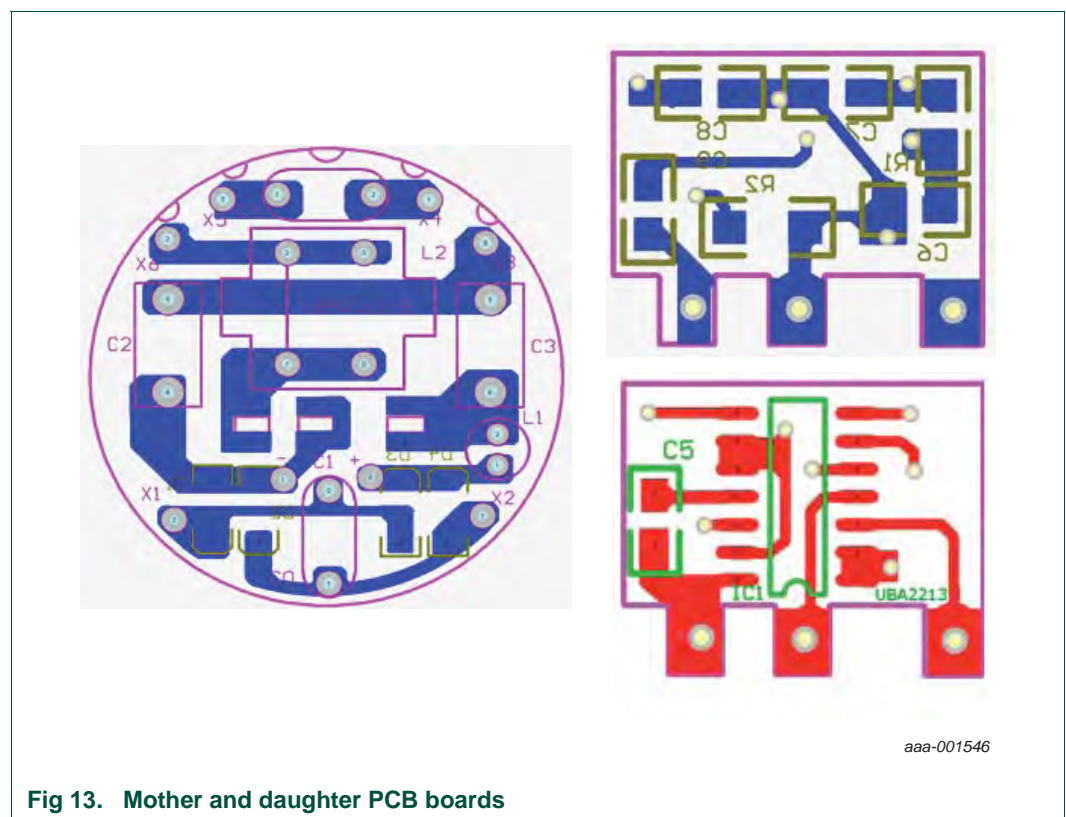 C8
C7
C9
R1
R2
C6
X5
X4
X6
L2
C2
C3
L1
- C1 +
D3
D4
X1
X2
C5
IC1
UBA2213
aaa-001546
Fig 13. Mother and daughter PCB boards